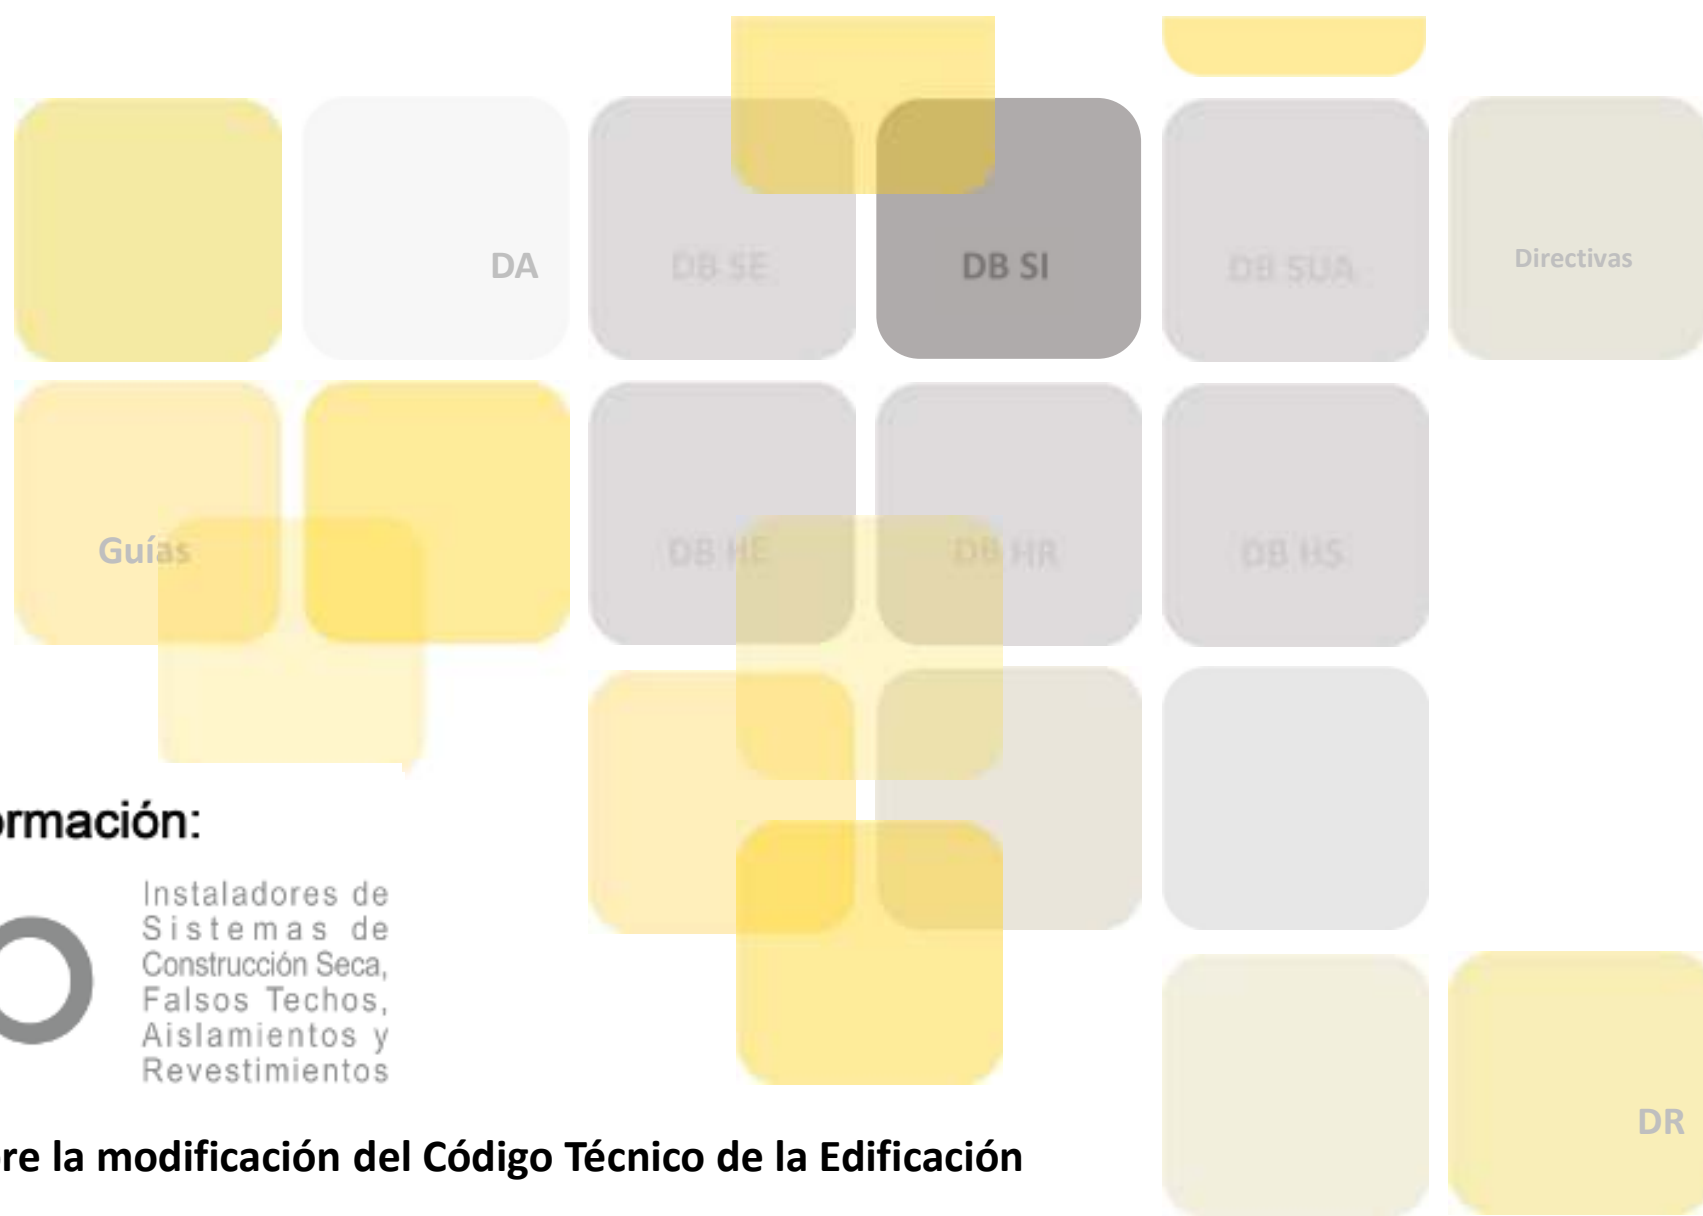 DA
DB SE
DB SI
DB SUA
Directivas
Guías
DB HE
DB HR
DB HS
ormación:
Instaladores de
Sistemas de
Construcción Seca,
Falsos Techos,
Aislamientos y
Revestimientos
DR
re la modificación del Código Técnico de la Edificación